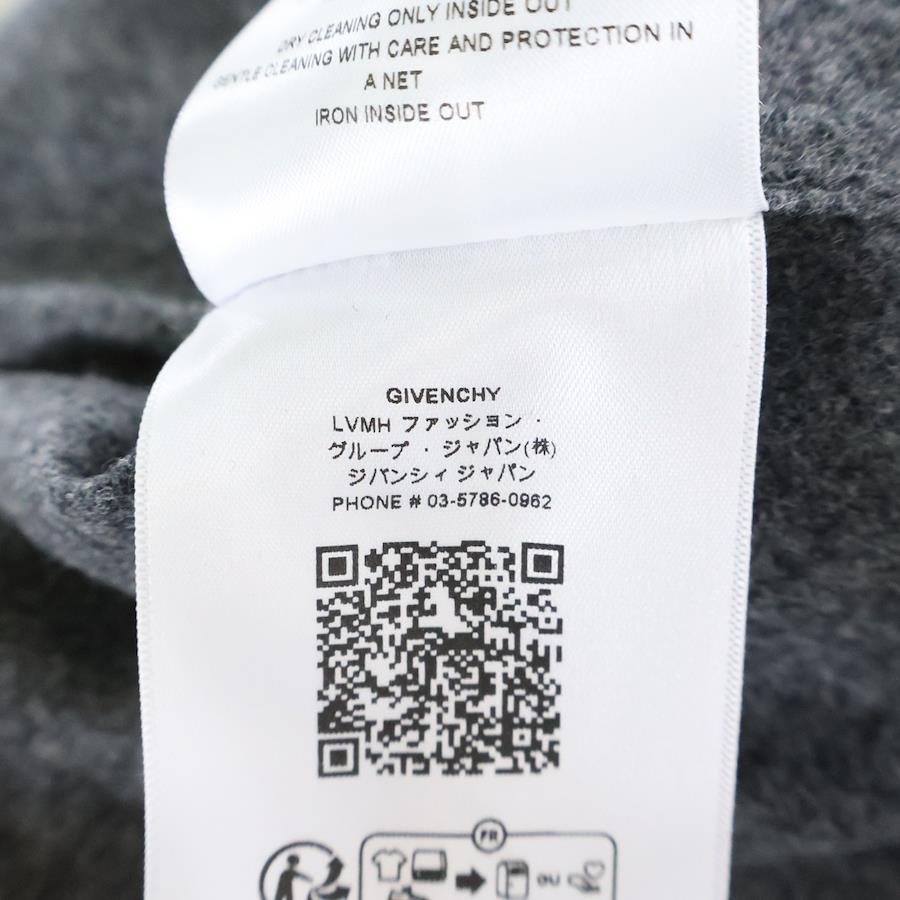 DRY CLEANING ONLY INSIDE OUT
GENTLE CLEANING WITH CARE AND PROTECTION IN
A NET
IRON INSIDE OUT
GIVENCHY
LVMH ファッション・
グループ・ジャパン(株)
ジバンシィ ジャパン
PHONE # 03-5786-0962
FR
OU